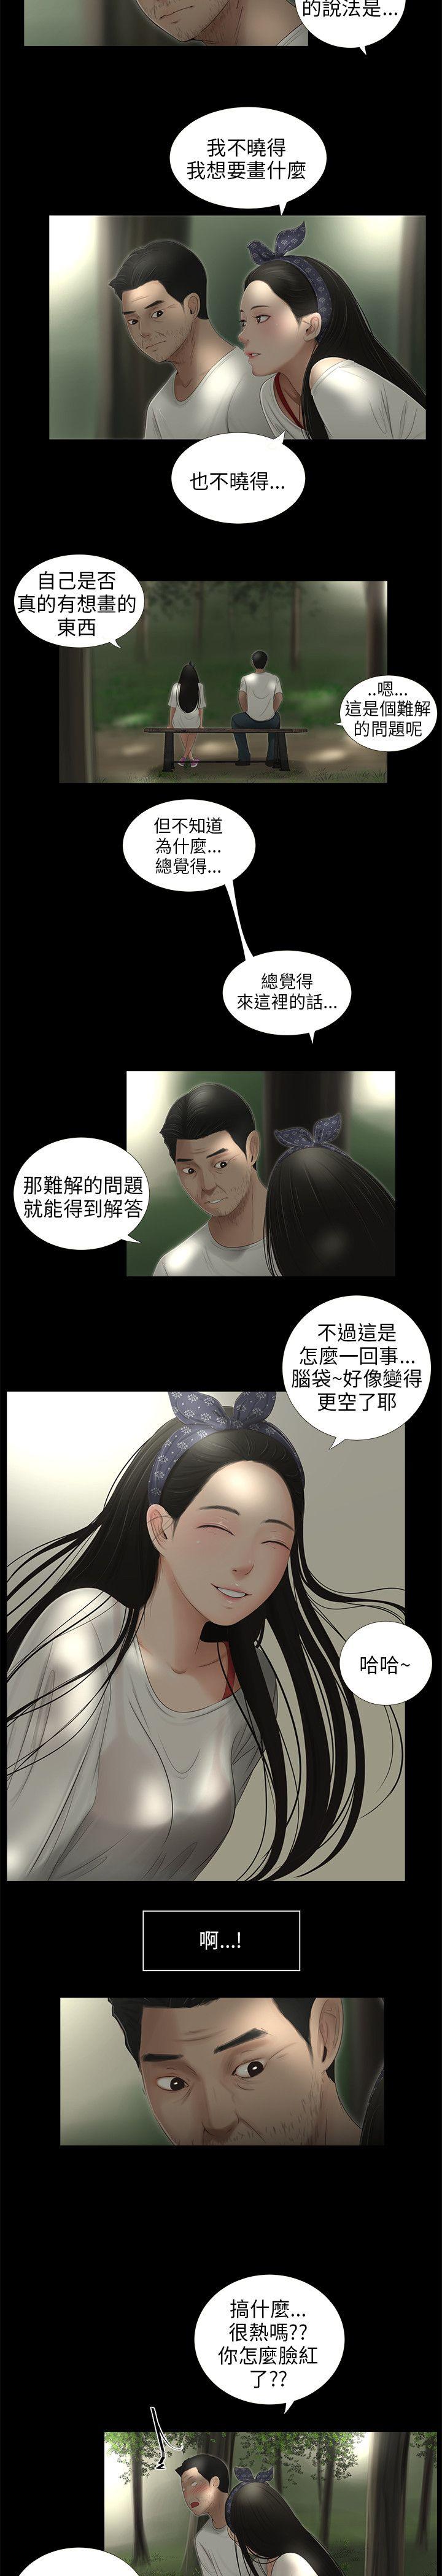 的說法是...
我不曉得
我想要畫什麼
也不曉得...
自己是否
真的有想畫的
東西
..嗯...
這是個難解
的問題呢
但不知道
為什麼...
總覺得...
總覺得
來這裡的話...
那難解的問題
就能得到解答
不過這是
怎麼一回事...
腦袋~好像變得
更空了耶
哈哈~
啊...!
搞什麼...
很熱嗎??
你怎麼臉紅
了??